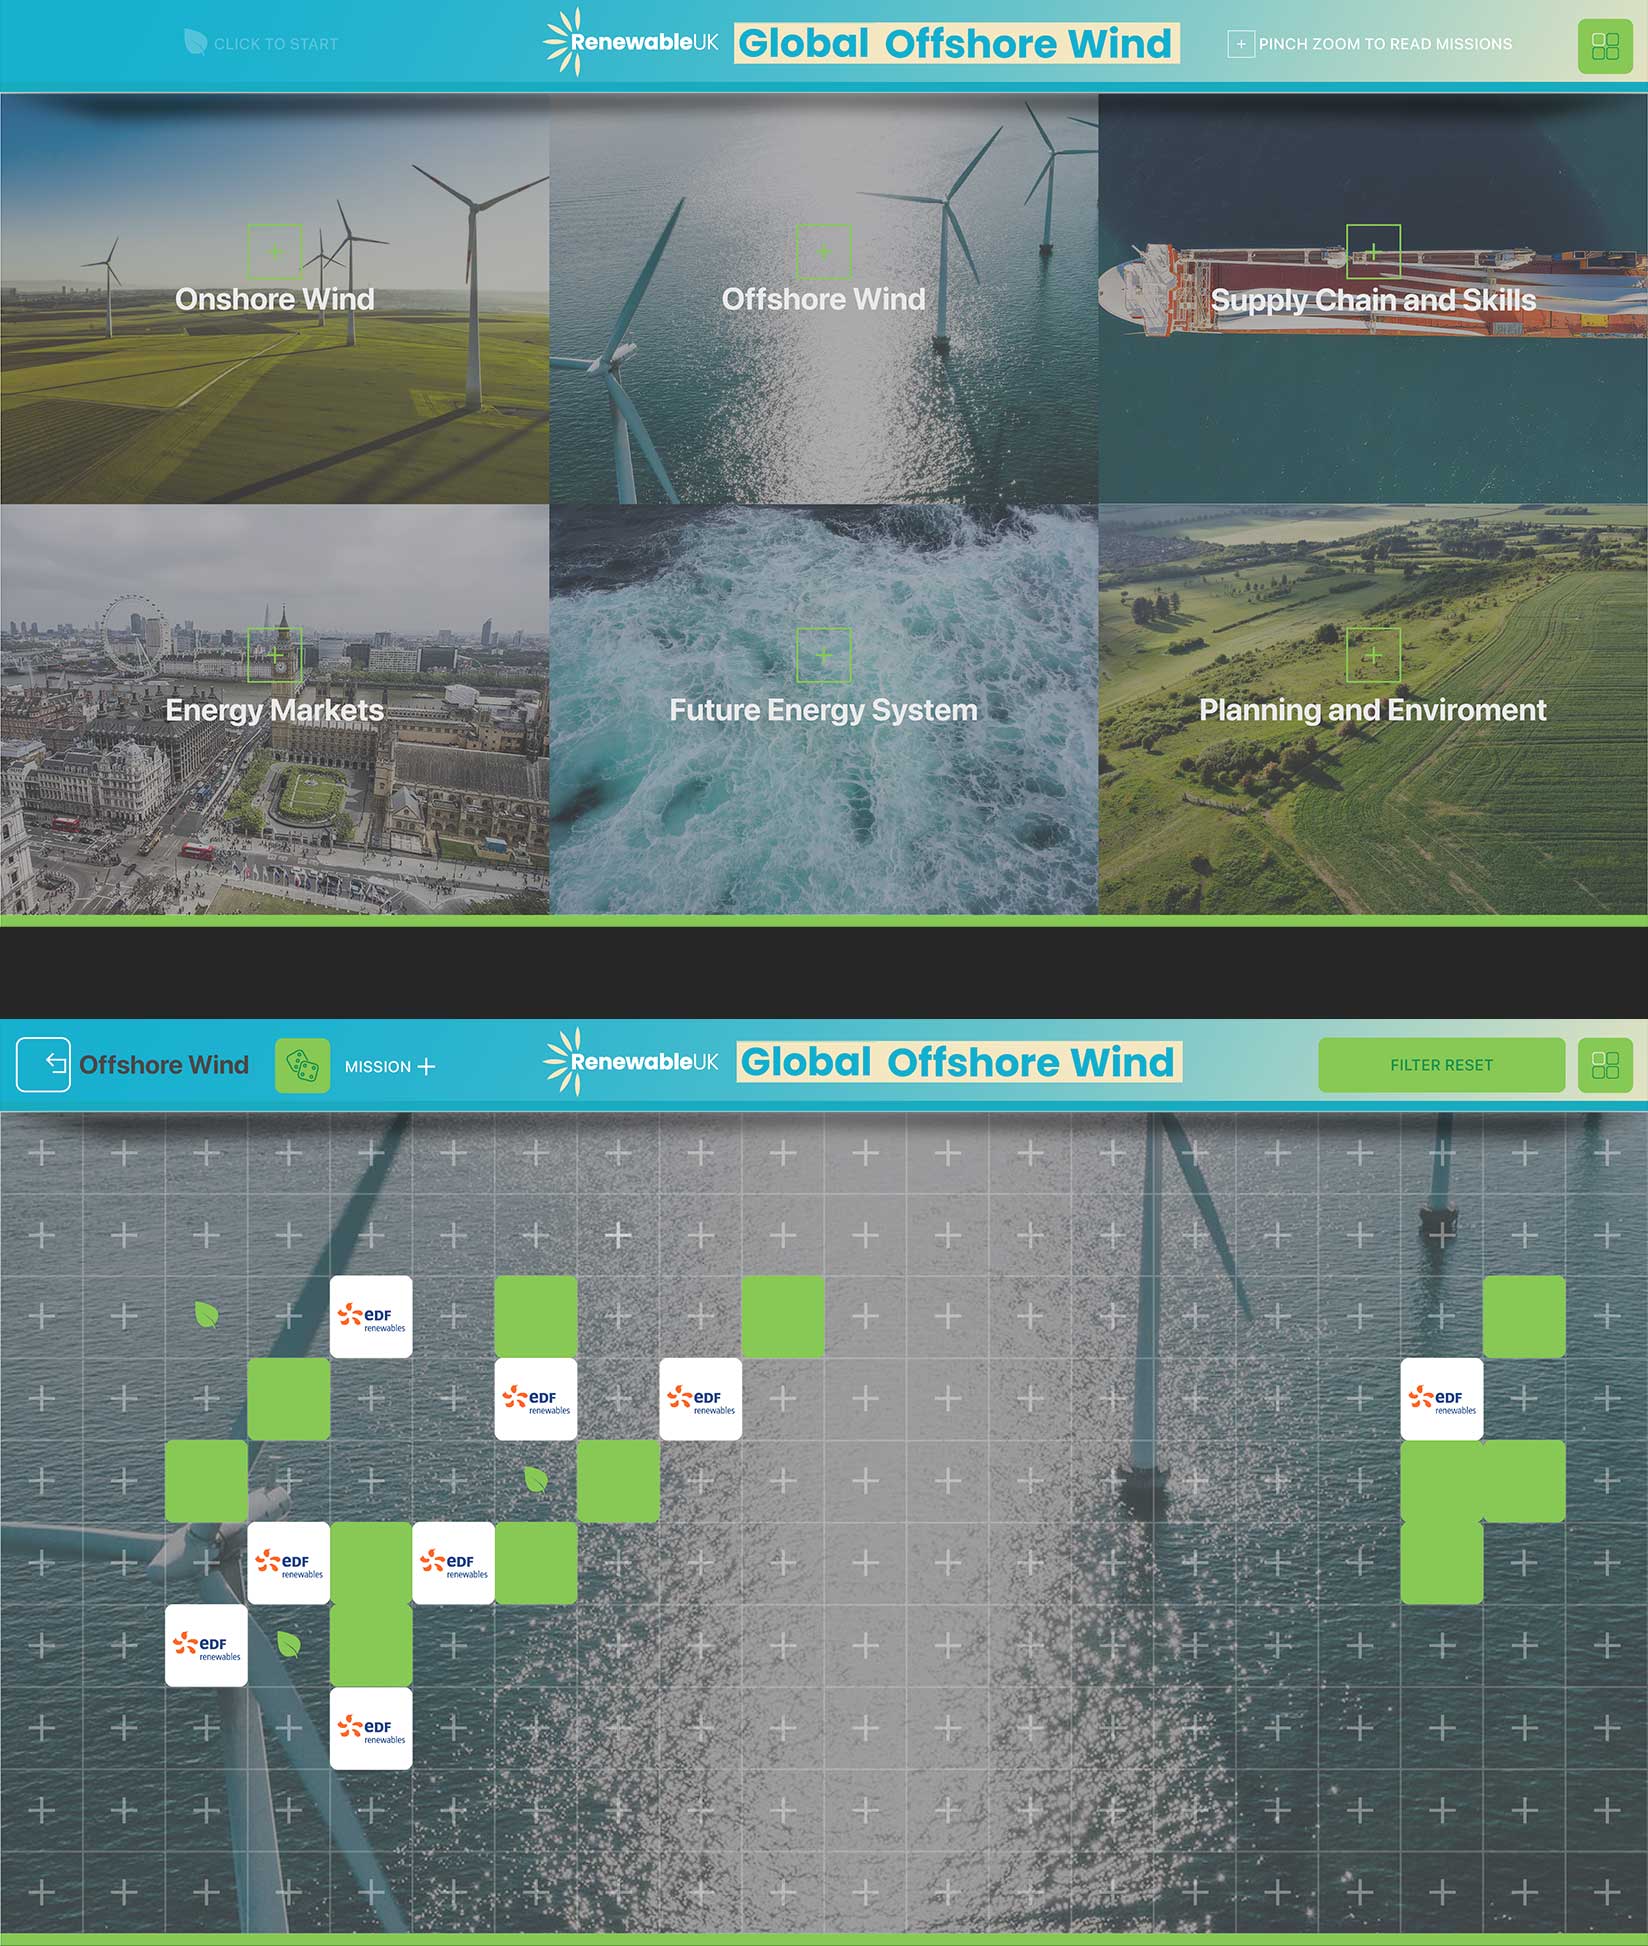 CLICK TO START
RenewableUK
Global Offshore Wind
PINCH ZOOM TO READ MISSIONS
Onshore Wind
Offshore Wind
Supply Chain and Skills
Energy Markets
Future Energy System
Planning and Enviroment
Offshore Wind
MISSION
RenewableUK
Global Offshore Wind
FILTER RESET
eDF
renewables
eDF
renewables
eDF
renewables
eDF
renewables
eDF
renewables
eDF
renewables
eDF
renewables
eDF
renewables